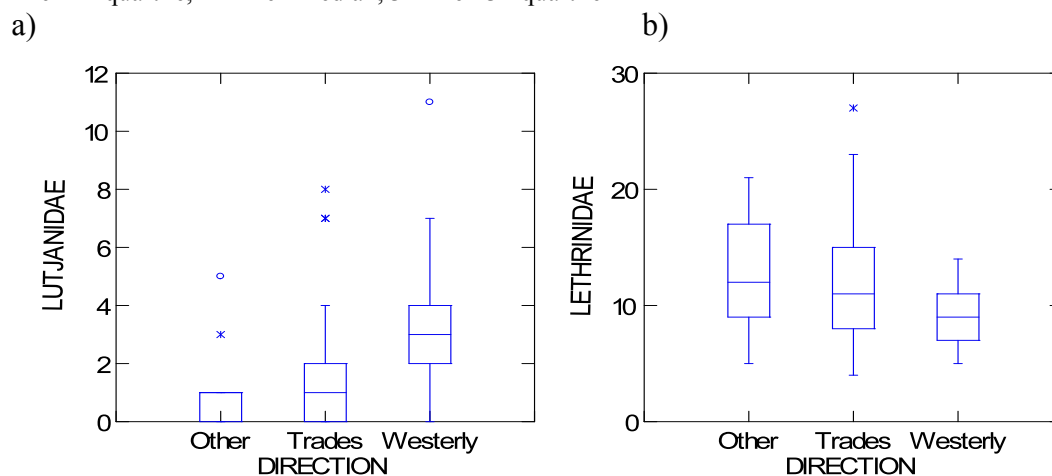 a)
b)
LUTJANIDAE
12
10
8
6
4
2
0
Other Trades Westerly
DIRECTION
LETHRINIDAE
30
20
10
0
Other Trades Westerly
DIRECTION